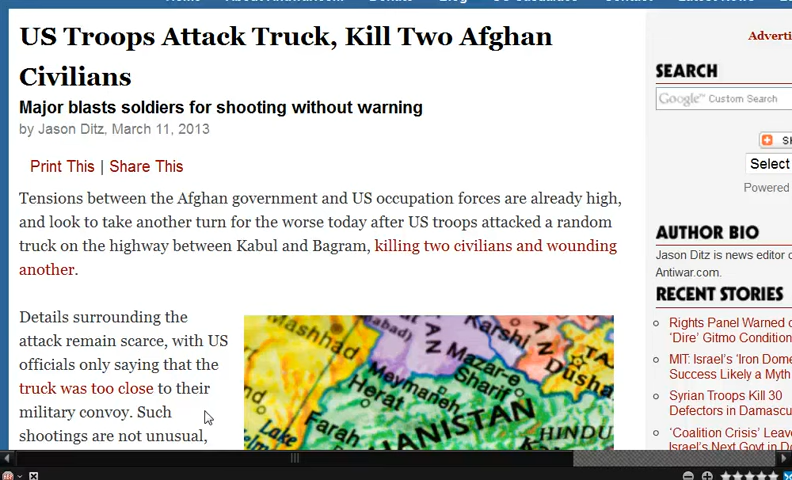 US Troops Attack Truck, Kill Two Afghan
Civilians
Major blasts soldiers for shooting without warning
by Jason Ditz, March 11, 2013
Print This | Share This
Tensions between the Afghan government and US occupation forces are already high,
and look to take another turn for the worse today after US troops attacked a random
truck on the highway between Kabul and Bagram, killing two civilians and wounding
another.
Details surrounding the
attack remain scarce, with US
officials only saying that the
truck was too close to their
military convoy. Such
shootings are not unusual,
Mashhad
Karshi
Mazar-e
Sharif
Meymaneh
Herat
Farah
Lake
HANISTAN
HINDU
Dusha
Adverti
SEARCH
Google™ Custom Search
Select
Powered
AUTHOR BIO
Jason Ditz is news editor o
Antiwar.com.
RECENT STORIES
Rights Panel Warned o
'Dire' Gitmo Condition
MIT: Israel's 'Iron Dome
Success Likely a Myth
Syrian Troops Kill 30
Defectors in Damascu
'Coalition Crisis' Leave
Israel's Next Govt in Do